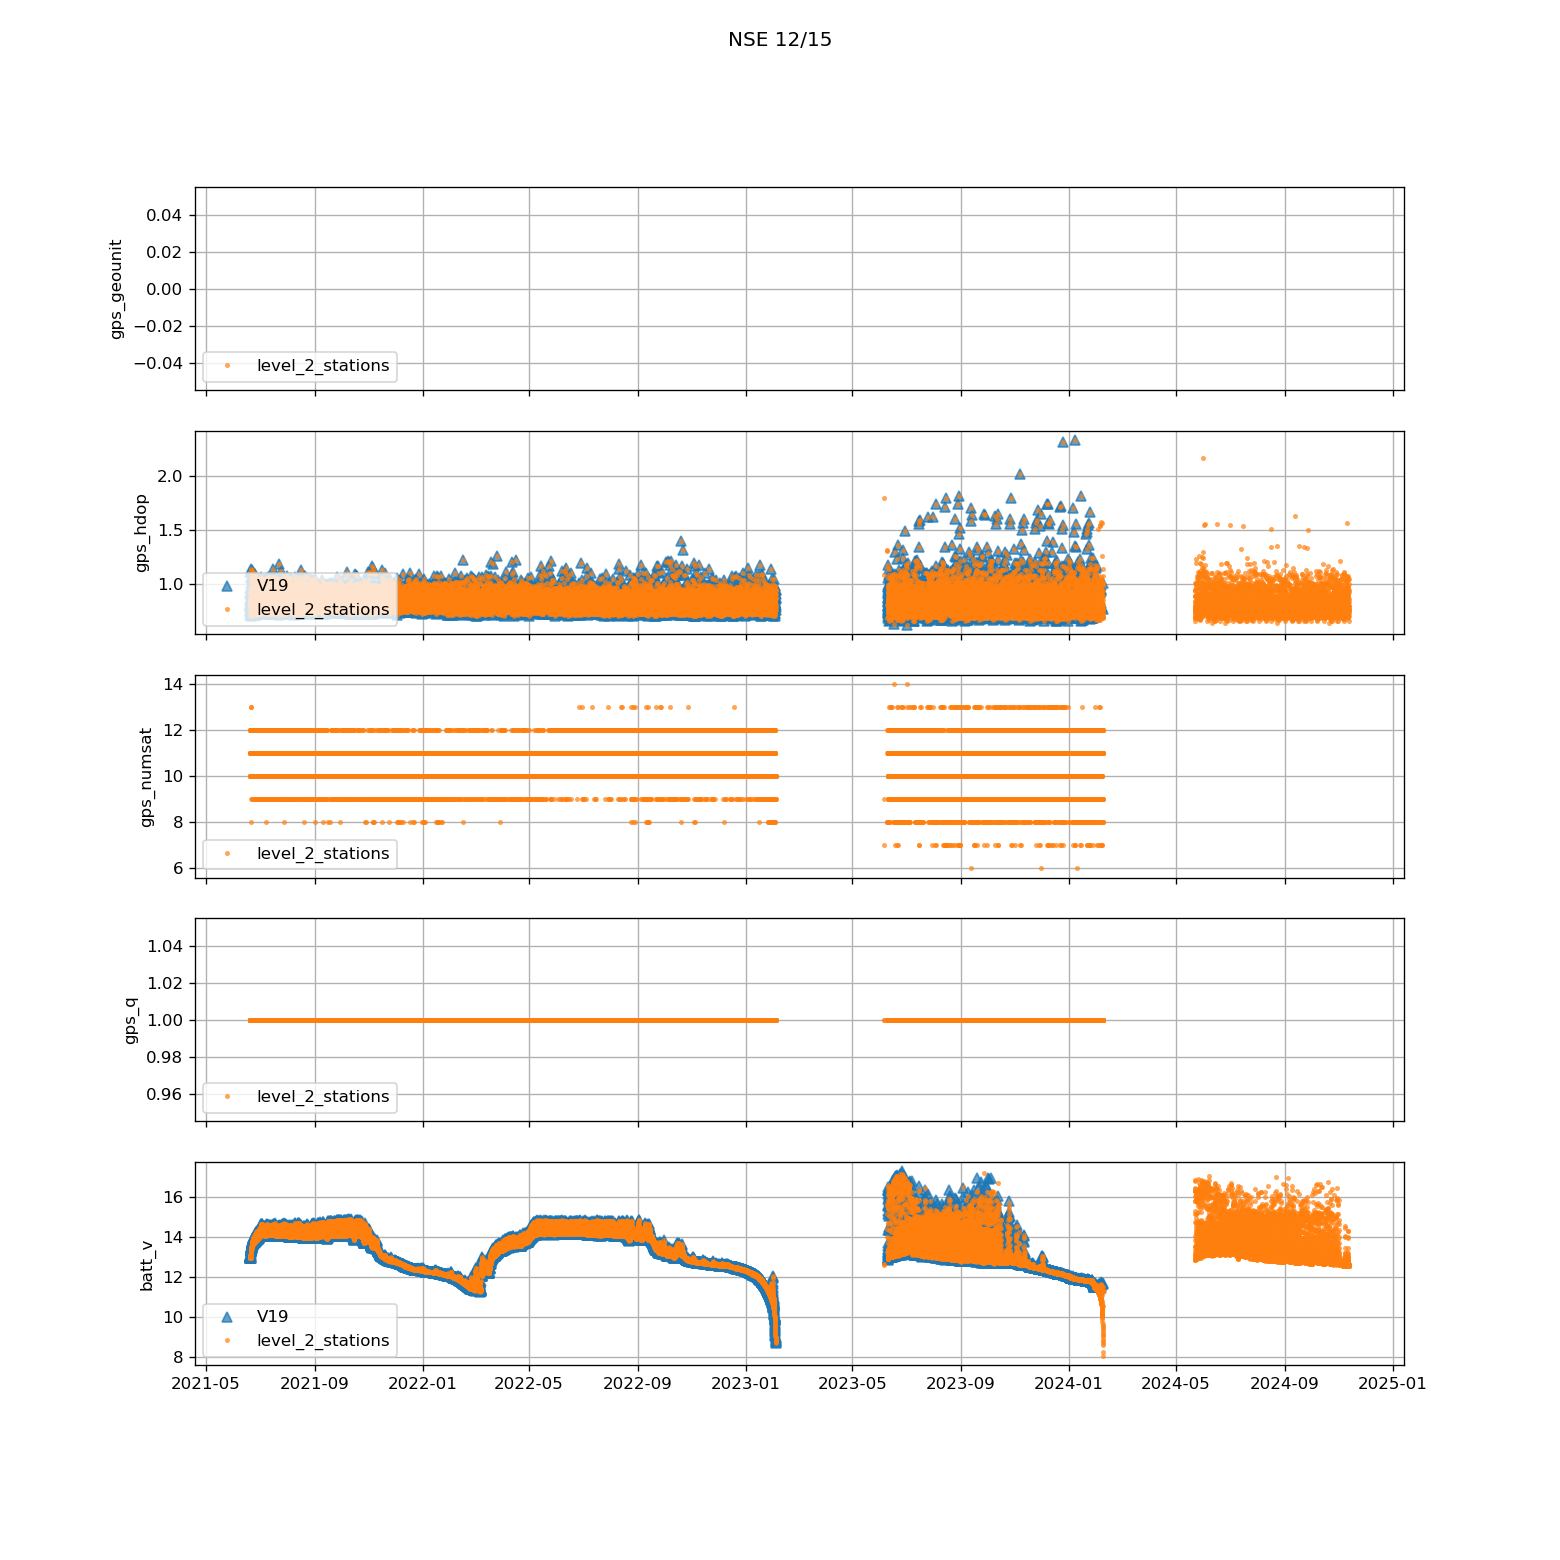 NSE 12/15
0.04
0.02
0.00
−0.02
−0.04
gps_geounit
level_2_stations
2.0
1.5
1.0
gps_hdop
V19
level_2_stations
14
12
10
8
6
gps_numsat
level_2_stations
1.04
1.02
1.00
0.98
0.96
gps_q
level_2_stations
16
14
12
10
8
batt_v
V19
level_2_stations
2021-05 2021-09 2022-01 2022-05 2022-09 2023-01 2023-05 2023-09 2024-01 2024-05 2024-09 2025-01